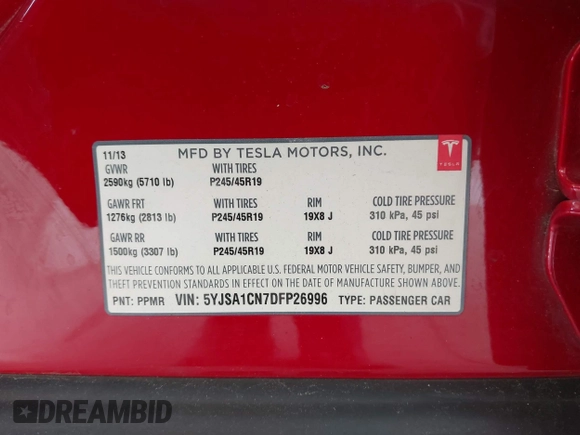 11/13 MFD BY TESLA MOTORS, INC.
GVWR WITH TIRES
2590kg (5710 lb) P245/45R19
TESLA
GAWR FRT WITH TIRES RIM COLD TIRE PRESSURE
1276kg (2813 lb) P245/45R19 19X8 J 310 kPa, 45 psi
GAWR RR WITH TIRES RIM COLD TIRE PRESSURE
1500kg (3307 lb) P245/45R19 19X8 J 310 kPa, 45 psi
THIS VEHICLE CONFORMS TO ALL APPLICABLE U.S. FEDERAL MOTOR VEHICLE SAFETY, BUMPER, AND
THEFT PREVENTION STANDARDS IN EFFECT ON THE DATE OF MANUFACTURE SHOWN ABOVE.
PNT: PPMR VIN: 5YJSA1CN7DFP26996 TYPE: PASSENGER CAR
DREAMBID